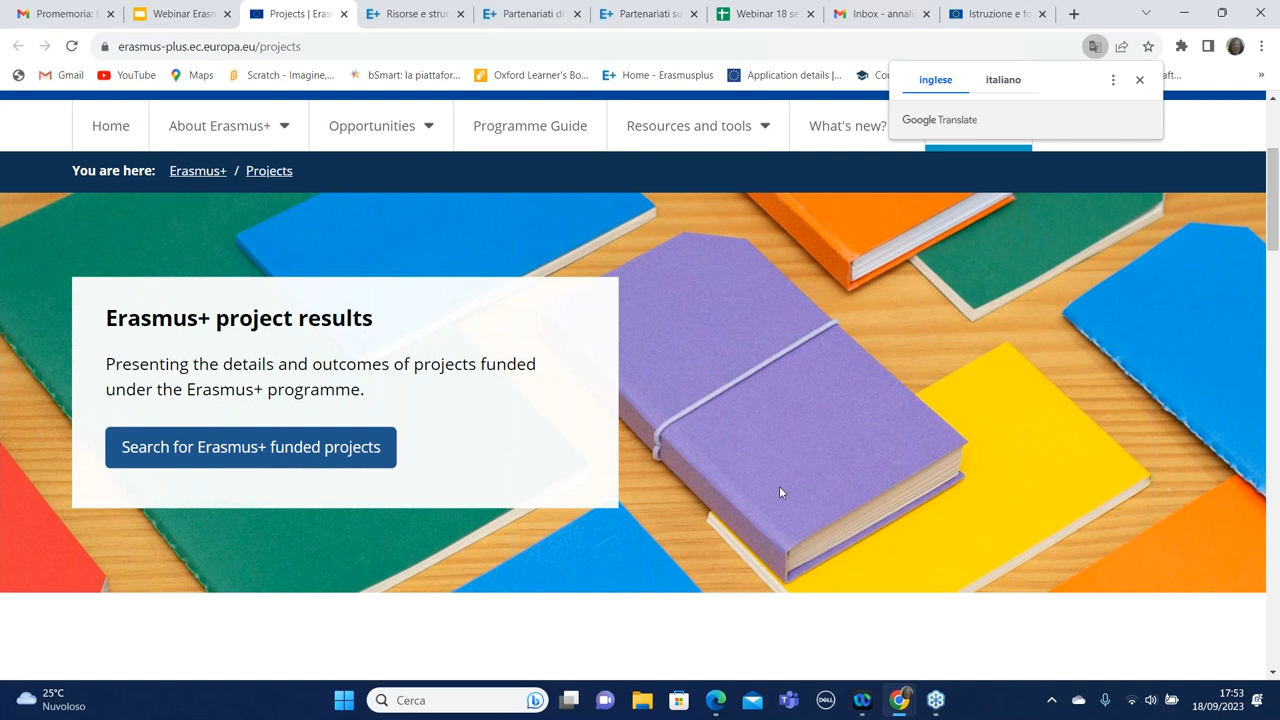 Promemoria:
Webinar Erasm
Projects | Eras
Risorse e strun
Partenariati di
Partenariati su
Webinar 18 se
Inbox - annali
Istruzione e fo
erasmus-plus.ec.europa.eu/projects
Gmail
YouTube
Maps
Scratch - Imagine,...
bSmart: la piattafor...
Oxford Learner's Bo...
Home - Erasmusplus
Application details |...
inglese
italiano
Google Translate
Home
About Erasmus+
Opportunities
Programme Guide
Resources and tools
What's new?
You are here: Erasmus+ / Projects
Erasmus+ project results
Presenting the details and outcomes of projects funded
under the Erasmus+ programme.
Search for Erasmus+ funded projects
25°C
Nuvoloso
Cerca
DELL
17:53
18/09/2023